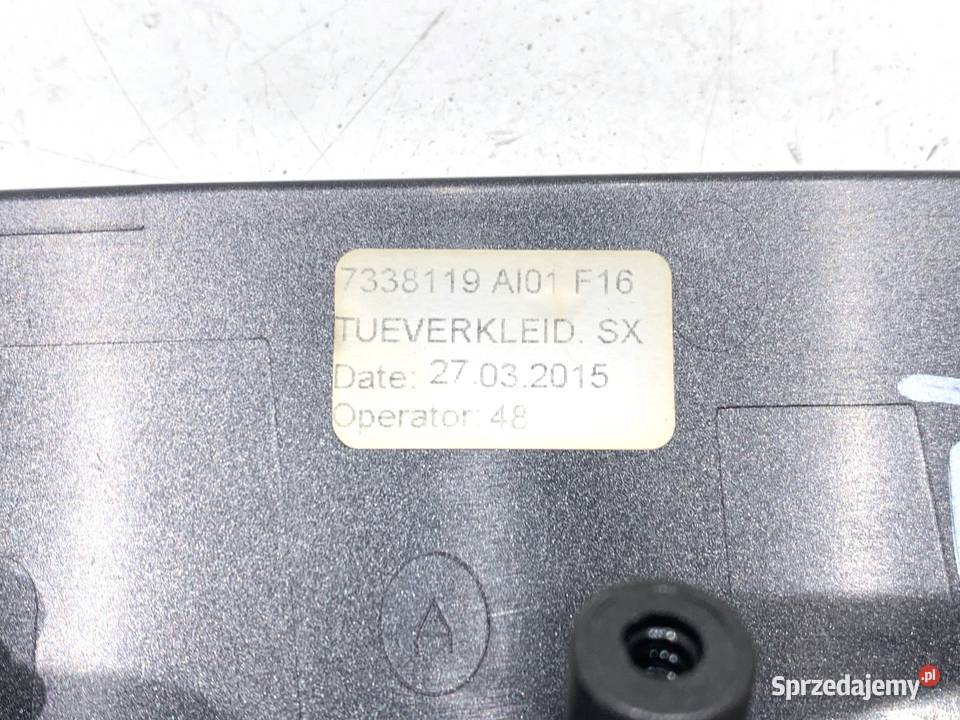 7338119 AI01 F16
TUEVERKLEID. SX
Date: 27.03.2015
Operator: 48
A
Sprzedajemy.pl